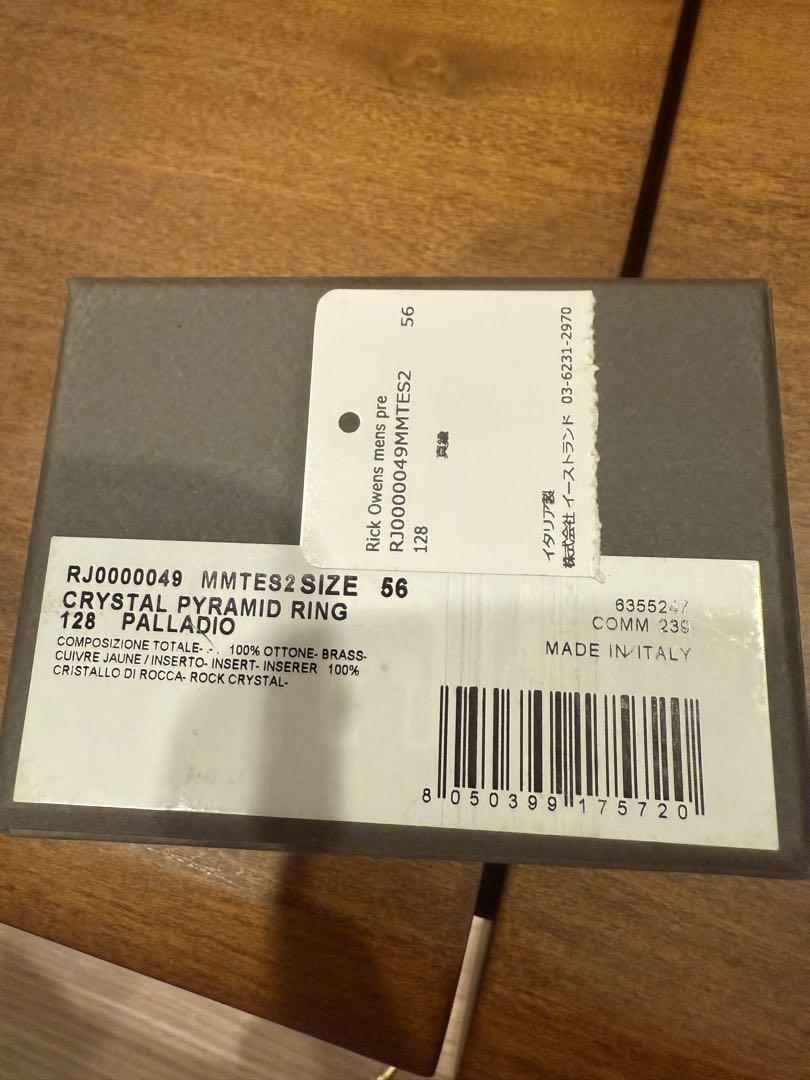 Rick Owens mens pre
RJ0000049MMTES2 56
128
真鍮
イタリア製
株式会社 イーストランド 03-6231-2970
RJ0000049 MMTES2 SIZE 56
CRYSTAL PYRAMID RING
128 PALLADIO
COMPOSIZIONE TOTALE- . - . 100% OTTONE- BRASS-
CUIVRE JAUNE / INSERTO- INSERT- INSERER 100%
CRISTALLO DI ROCCA- ROCK CRYSTAL-
6355247
COMM 239
MADE IN ITALY
8 050399 175720